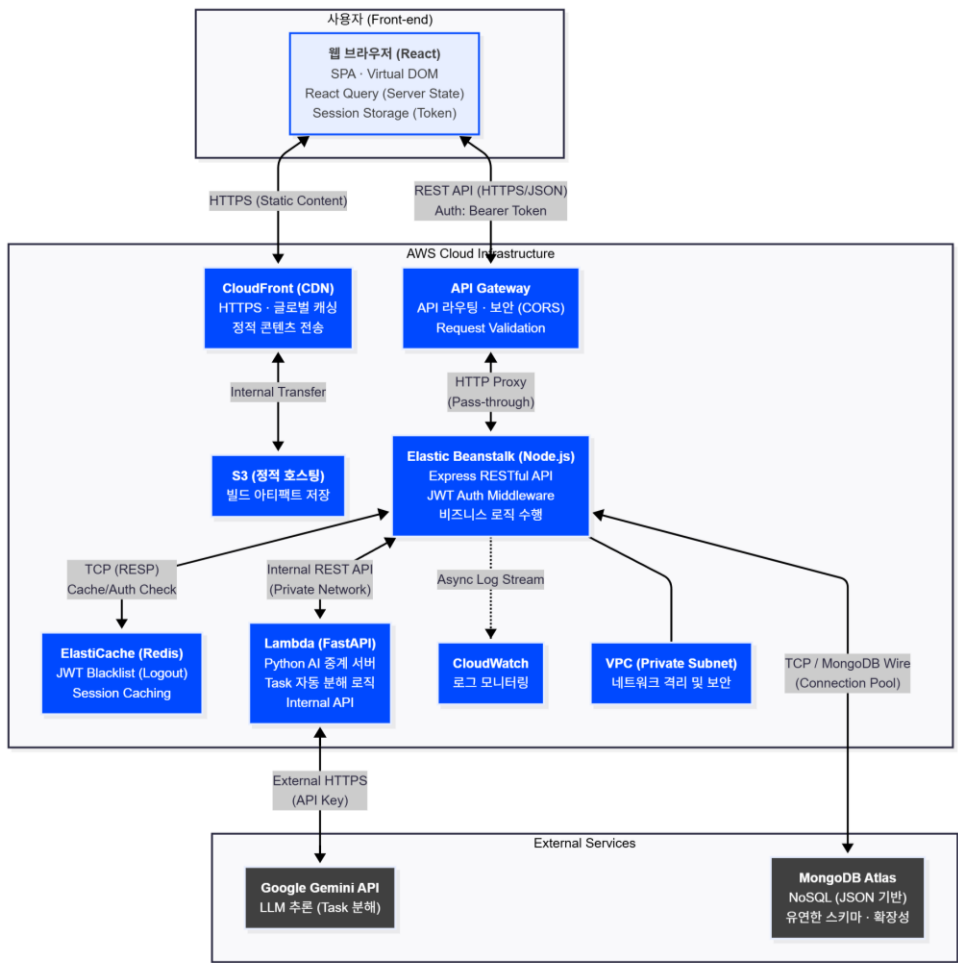 사용자 (Front-end)
웹 브라우저 (React)
SPA · Virtual DOM
React Query (Server State)
Session Storage (Token)
HTTPS (Static Content)
REST API (HTTPS/JSON)
Auth: Bearer Token
AWS Cloud Infrastructure
CloudFront (CDN)
HTTPS · 글로벌 캐싱
정적 콘텐츠 전송
API Gateway
API 라우팅 · 보안 (CORS)
Request Validation
Internal Transfer
HTTP Proxy
(Pass-through)
S3 (정적 호스팅)
빌드 아티팩트 저장
Elastic Beanstalk (Node.js)
Express RESTful API
JWT Auth Middleware
비즈니스 로직 수행
TCP (RESP)
Cache/Auth Check
Internal REST API
(Private Network)
Async Log Stream
TCP / MongoDB Wire
(Connection Pool)
ElastiCache (Redis)
JWT Blacklist (Logout)
Session Caching
Lambda (FastAPI)
Python AI 중계 서버
Task 자동 분해 로직
Internal API
CloudWatch
로그 모니터링
VPC (Private Subnet)
네트워크 격리 및 보안
External HTTPS
(API Key)
External Services
Google Gemini API
LLM 추론 (Task 분해)
MongoDB Atlas
NoSQL (JSON 기반)
유연한 스키마 · 확장성